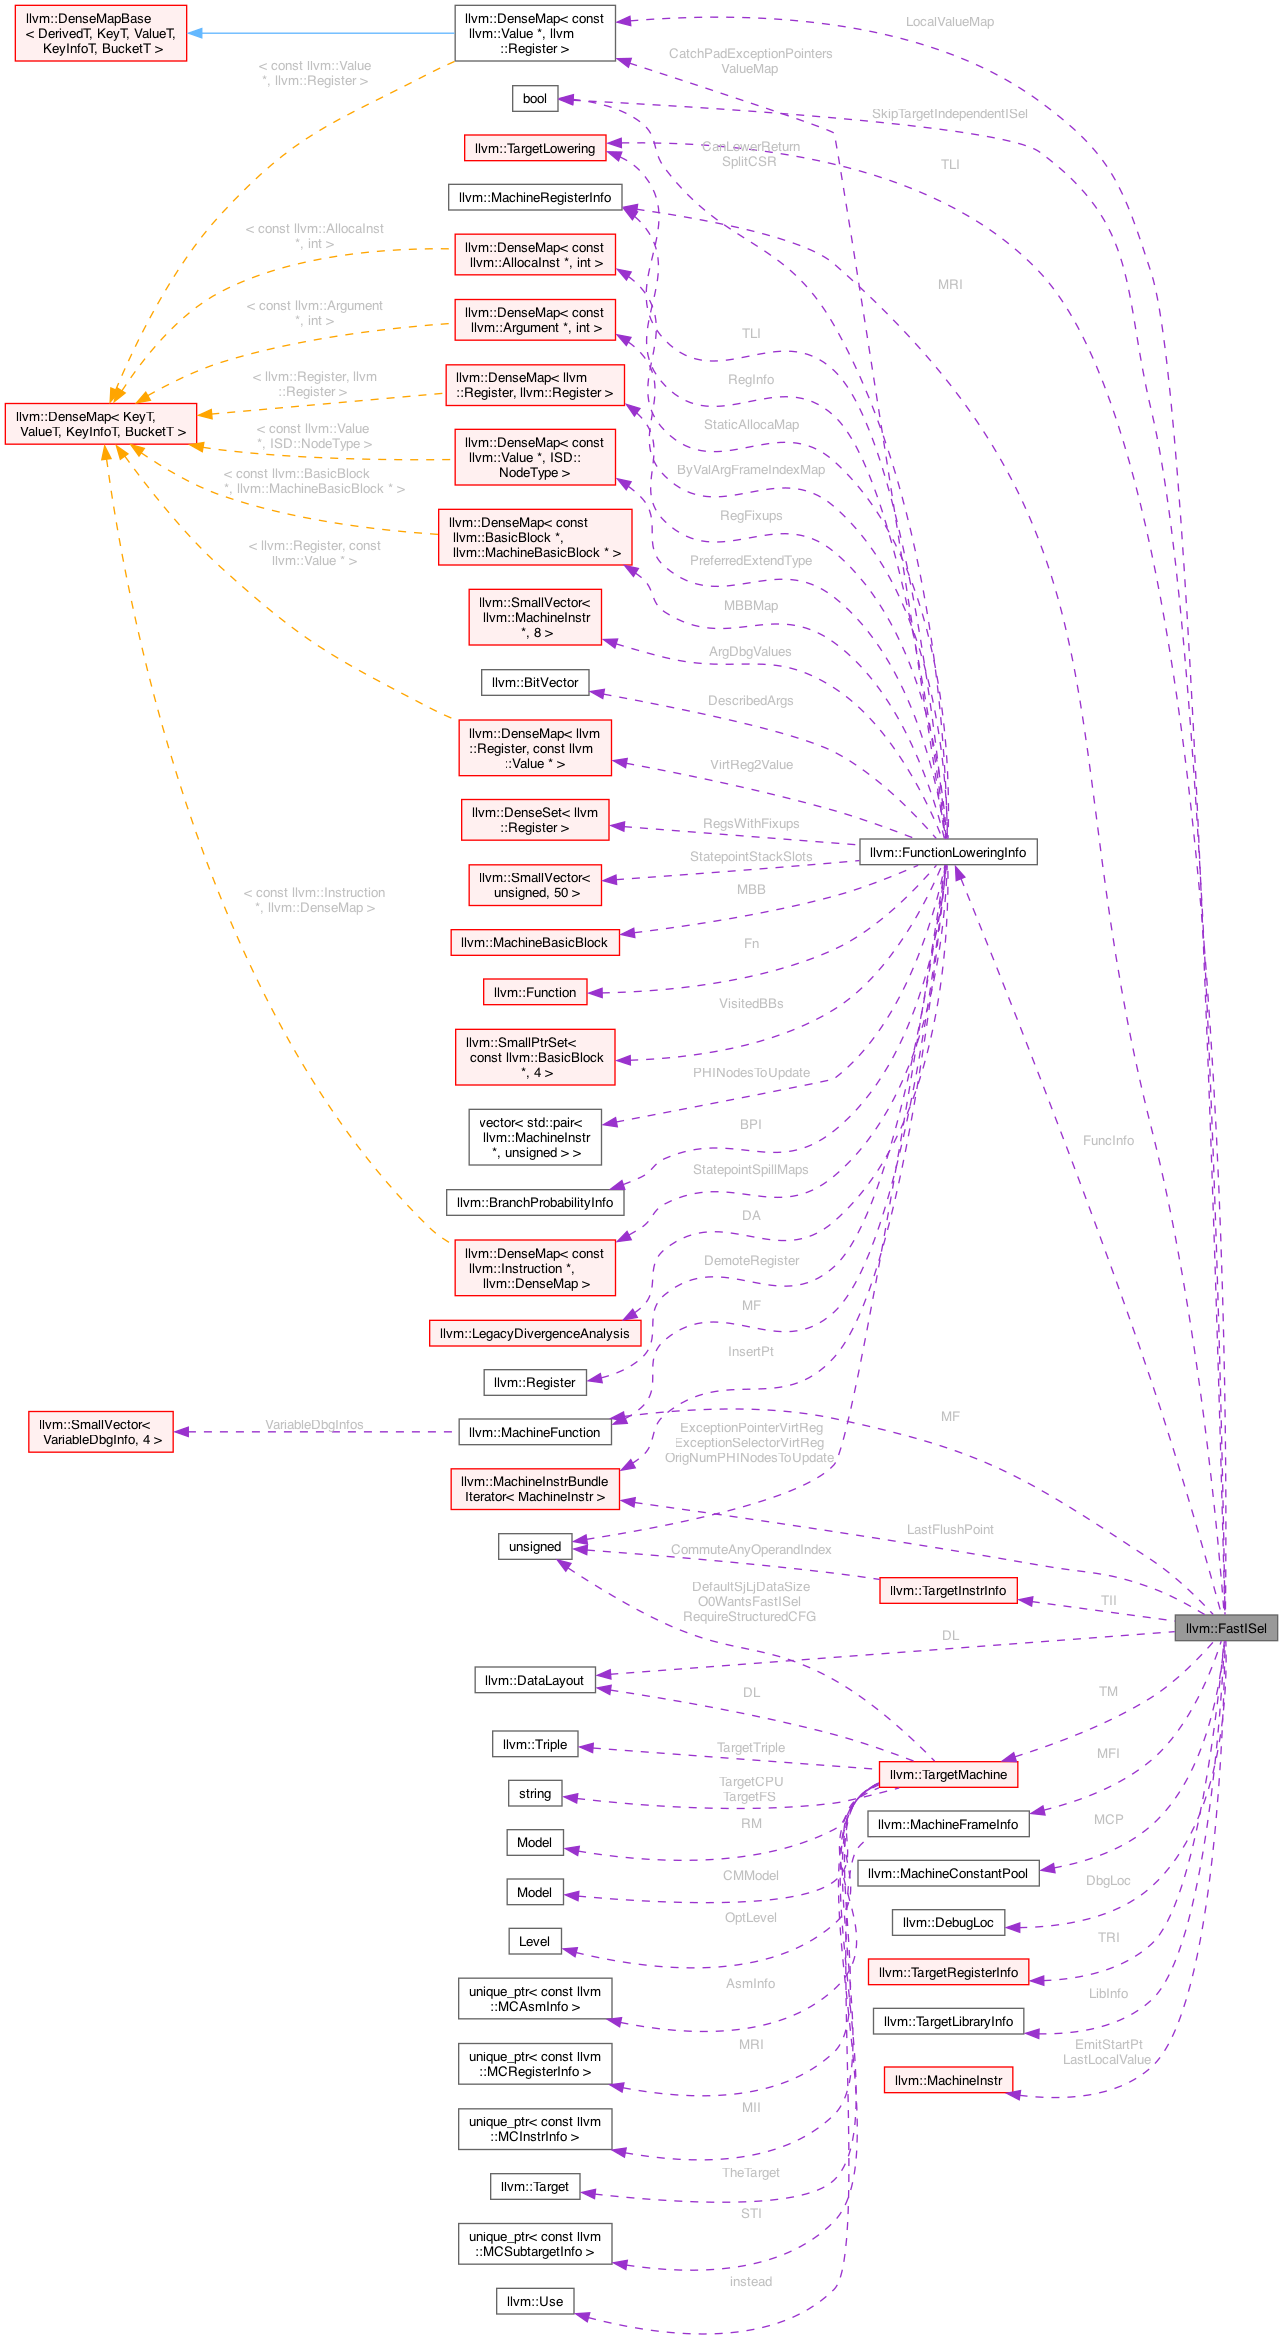 llvm::DenseMapBase
< DerivedT, KeyT, ValueT,
KeyInfoT, BucketT >
llvm::DenseMap< const
llvm::Value *, llvm
::Register >
LocalValueMap
CatchPadExceptionPointers
ValueMap
< const llvm::Value
*, llvm::Register >
bool
SkipTargetIndependentISel
llvm::TargetLowering
CanLowerReturn
SplitCSR
TLI
llvm::MachineRegisterInfo
< const llvm::AllocaInst
*, int >
llvm::DenseMap< const
llvm::AllocaInst *, int >
MRI
< const llvm::Argument
*, int >
llvm::DenseMap< const
llvm::Argument *, int >
TLI
< llvm::Register, llvm
::Register >
llvm::DenseMap< llvm
::Register, llvm::Register >
RegInfo
llvm::DenseMap< KeyT,
ValueT, KeyInfoT, BucketT >
StaticAllocaMap
< const llvm::Value
*, ISD::NodeType >
llvm::DenseMap< const
llvm::Value *, ISD::
NodeType >
ByValArgFrameIndexMap
< const llvm::BasicBlock
*, llvm::MachineBasicBlock * >
llvm::DenseMap< const
llvm::BasicBlock *,
llvm::MachineBasicBlock * >
RegFixups
< llvm::Register, const
llvm::Value * >
PreferredExtendType
llvm::SmallVector<
llvm::MachineInstr
*, 8 >
MBBMap
ArgDbgValues
llvm::BitVector
DescribedArgs
llvm::DenseMap< llvm
::Register, const llvm
::Value * >
VirtReg2Value
llvm::DenseSet< llvm
::Register >
RegsWithFixups
llvm::FunctionLoweringInfo
StatepointStackSlots
llvm::SmallVector<
unsigned, 50 >
< const llvm::Instruction
*, llvm::DenseMap >
MBB
llvm::MachineBasicBlock
Fn
llvm::Function
VisitedBBs
llvm::SmallPtrSet<
const llvm::BasicBlock
*, 4 >
PHINodesToUpdate
vector< std::pair<
llvm::MachineInstr
*, unsigned > >
BPI
FuncInfo
StatepointSpillMaps
llvm::BranchProbabilityInfo
DA
llvm::DenseMap< const
llvm::Instruction *,
llvm::DenseMap >
DemoteRegister
MF
llvm::LegacyDivergenceAnalysis
InsertPt
llvm::Register
llvm::SmallVector<
VariableDbgInfo, 4 >
VariableDbgInfos
llvm::MachineFunction
MF
ExceptionPointerVirtReg
ExceptionSelectorVirtReg
OrigNumPHINodesToUpdate
llvm::MachineInstrBundle
Iterator< MachineInstr >
LastFlushPoint
unsigned
CommuteAnyOperandIndex
llvm::TargetInstrInfo
TII
DefaultSjLjDataSize
O0WantsFastISel
RequireStructuredCFG
llvm::FastISel
DL
llvm::DataLayout
DL
TM
llvm::Triple
TargetTriple
MFI
llvm::TargetMachine
string
TargetCPU
TargetFS
RM
llvm::MachineFrameInfo
MCP
Model
CMModel
llvm::MachineConstantPool
DbgLoc
Model
OptLevel
llvm::DebugLoc
TRI
Level
llvm::TargetRegisterInfo
AsmInfo
LibInfo
unique_ptr< const llvm
::MCAsmInfo >
llvm::TargetLibraryInfo
MRI
EmitStartPt
LastLocalValue
unique_ptr< const llvm
::MCRegisterInfo >
llvm::MachineInstr
MII
unique_ptr< const llvm
::MCInstrInfo >
TheTarget
llvm::Target
STI
unique_ptr< const llvm
::MCSubtargetInfo >
instead
llvm::Use